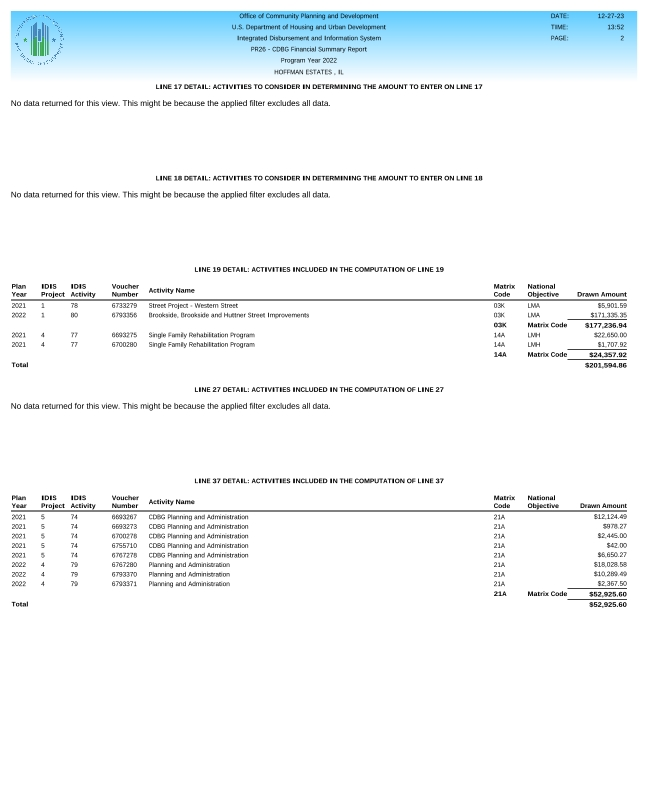 Office of Community Planning and Development DATE: 12-27-23
U.S. Department of Housing and Urban Development TIME: 13:52
Integrated Disbursement and Information System PAGE: 2
PR26 - CDBG Financial Summary Report
Program Year 2022
HOFFMAN ESTATES , IL
LINE 17 DETAIL: ACTIVITIES TO CONSIDER IN DETERMINING THE AMOUNT TO ENTER ON LINE 17
No data returned for this view. This might be because the applied filter excludes all data.
LINE 18 DETAIL: ACTIVITIES TO CONSIDER IN DETERMINING THE AMOUNT TO ENTER ON LINE 18
No data returned for this view. This might be because the applied filter excludes all data.
LINE 19 DETAIL: ACTIVITIES INCLUDED IN THE COMPUTATION OF LINE 19
Plan IDIS IDIS Voucher Matrix National
Year Project Activity Number Activity Name Code Objective Drawn Amount
2021 1 78 6733279 Street Project - Western Street 03K LMA $5,901.59
2022 1 80 6793356 Brookside, Brookside and Huttner Street Improvements 03K LMA $171,335.35
03K Matrix Code $177,236.94
2021 4 77 6693275 Single Family Rehabilitation Program 14A LMH $22,650.00
2021 4 77 6700280 Single Family Rehabilitation Program 14A LMH $1,707.92
14A Matrix Code $24,357.92
Total $201,594.86
LINE 27 DETAIL: ACTIVITIES INCLUDED IN THE COMPUTATION OF LINE 27
No data returned for this view. This might be because the applied filter excludes all data.
LINE 37 DETAIL: ACTIVITIES INCLUDED IN THE COMPUTATION OF LINE 37
Plan IDIS IDIS Voucher Matrix National
Year Project Activity Number Activity Name Code Objective Drawn Amount
2021 5 74 6693267 CDBG Planning and Administration 21A $12,124.49
2021 5 74 6693273 CDBG Planning and Administration 21A $978.27
2021 5 74 6700278 CDBG Planning and Administration 21A $2,445.00
2021 5 74 6755710 CDBG Planning and Administration 21A $42.00
2021 5 74 6767278 CDBG Planning and Administration 21A $6,650.27
2022 4 79 6767280 Planning and Administration 21A $18,028.58
2022 4 79 6793370 Planning and Administration 21A $10,289.49
2022 4 79 6793371 Planning and Administration 21A $2,367.50
21A Matrix Code $52,925.60
Total $52,925.60